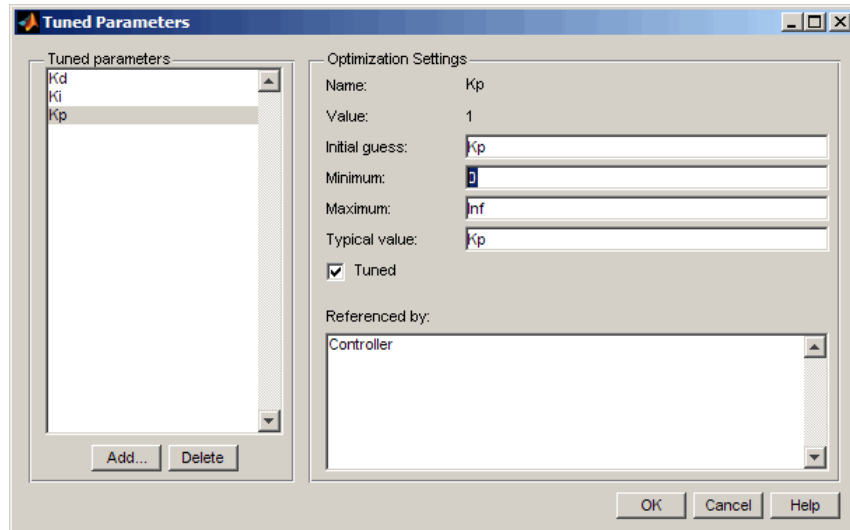 Tuned Parameters
Tuned parameters
Kd
Ki
Kp
Add...
Delete
Optimization Settings
Name: Kp
Value: 1
Initial guess: Kp
Minimum: 0
Maximum: Inf
Typical value: Kp
Tuned
Referenced by:
Controller
OK Cancel Help